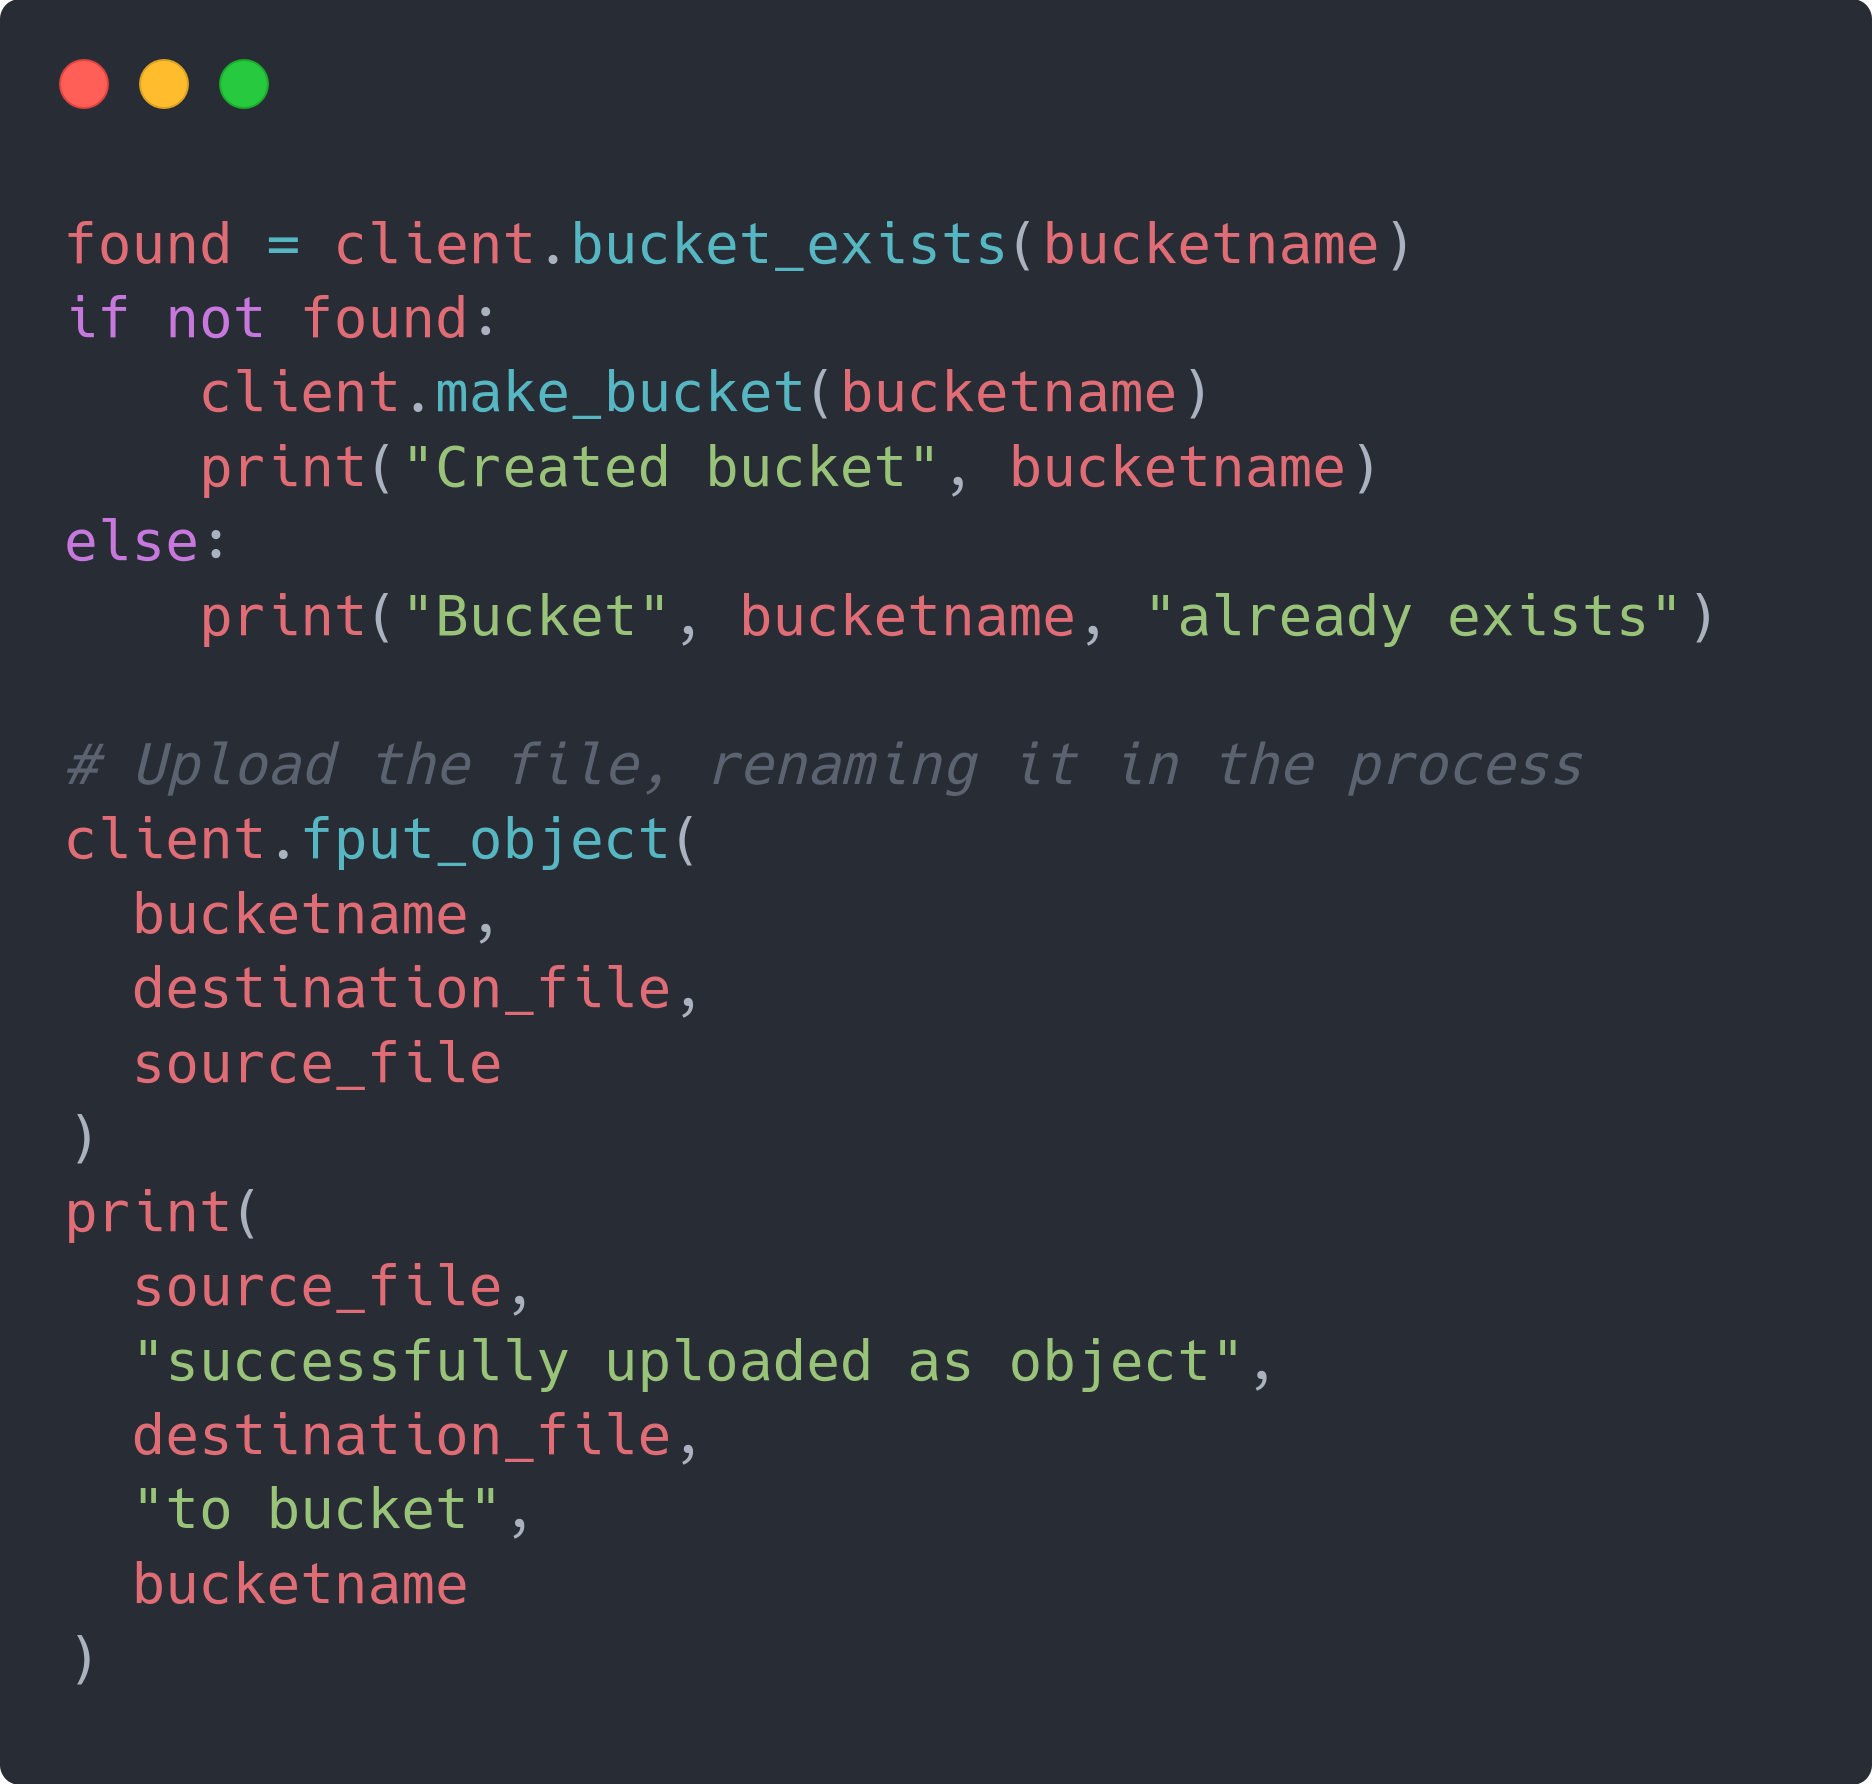 found = client.bucket_exists(bucketname)
if not found:
    client.make_bucket(bucketname)
    print("Created bucket", bucketname)
else:
    print("Bucket", bucketname, "already exists")

# Upload the file, renaming it in the process
client.fput_object(
  bucketname,
  destination_file,
  source_file
)
print(
  source_file,
  "successfully uploaded as object",
  destination_file,
  "to bucket",
  bucketname
)